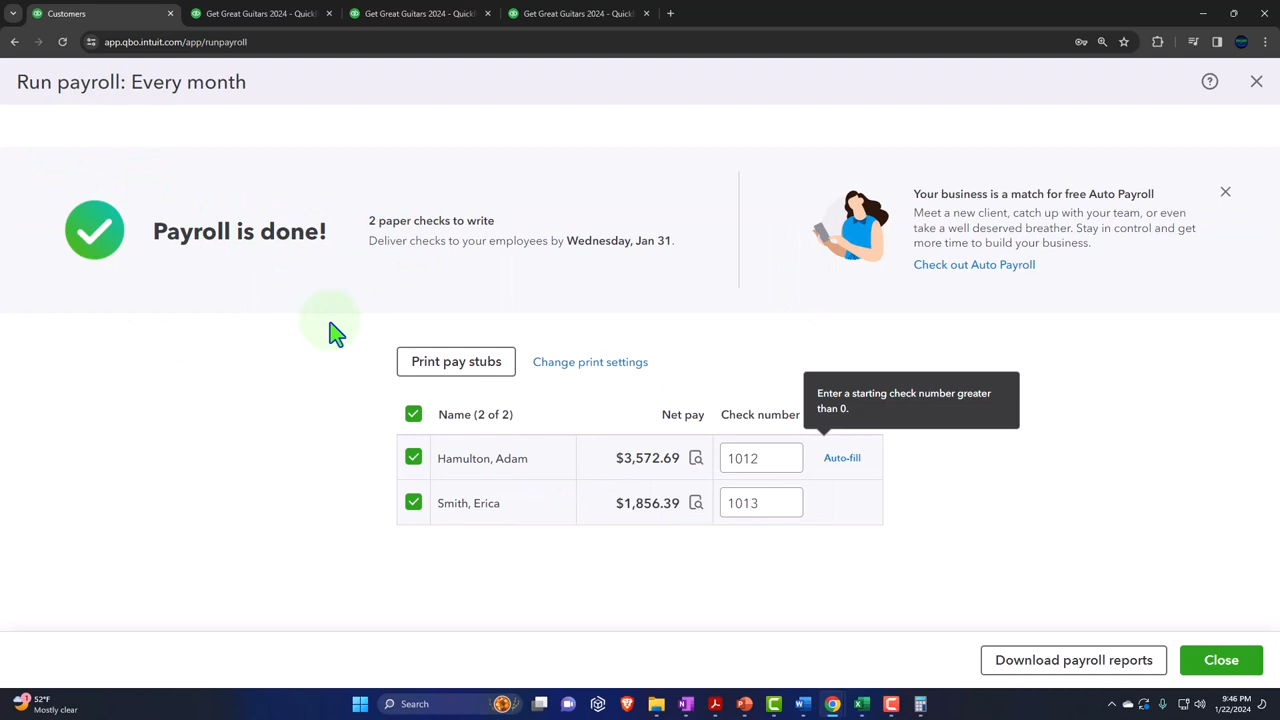 Customers
Get Great Guitars 2024 - QuickB
Get Great Guitars 2024 - QuickB
Get Great Guitars 2024 - QuickB
app.qbo.intuit.com/app/runpayroll
Run payroll: Every month
Payroll is done!
2 paper checks to write
Deliver checks to your employees by Wednesday, Jan 31.
Your business is a match for free Auto Payroll
Meet a new client, catch up with your team, or even
take a well deserved breather. Stay in control and get
more time to build your business.
Check out Auto Payroll
Print pay stubs
Change print settings
Enter a starting check number greater
than 0.
Name (2 of 2) Net pay Check number
Hamulton, Adam $3,572.69 1012 Auto-fill
Smith, Erica $1,856.39 1013
Download payroll reports
Close
1
52°F
Mostly clear
Search
9:46 PM
1/22/2024